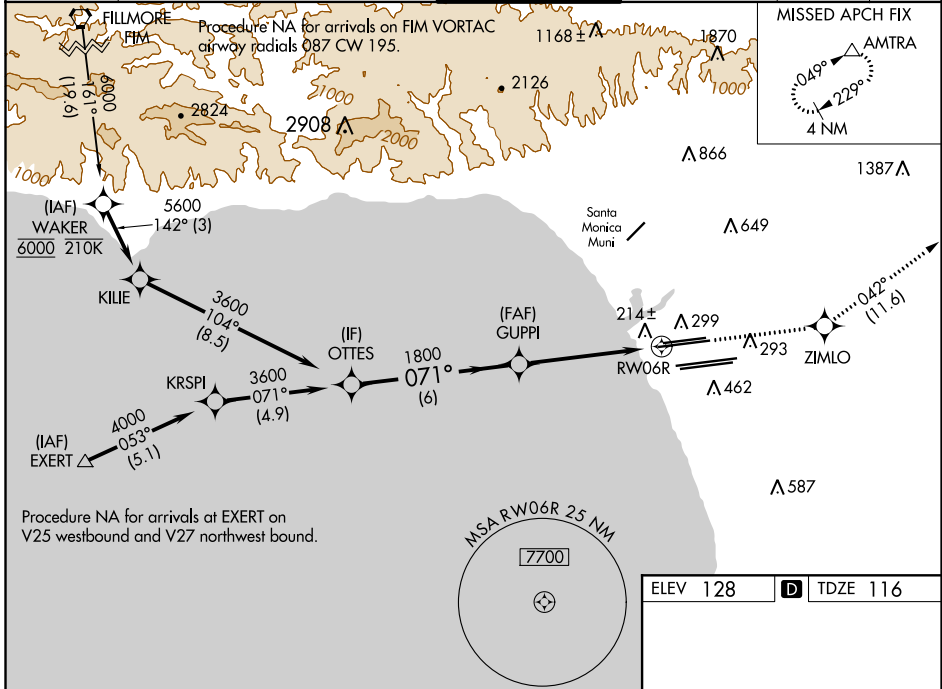 FILLMORE
FIM
Procedure NA for arrivals on FIM VORTAC
airway radials 087 CW 195.
1168±
1870
MISSED APCH FIX
AMTRA
049°
229°
4 NM
6000
161°
(19.6)
1000
2126
1000
2824
2908
2000
1000
866
1387
(IAF)
WAKER
6000 210K
5600
142° (3)
Santa
Monica
Muni
649
KILIE
3600
104°
(8.5)
042°
(11.6)
(IF)
OTTES
(FAF)
GUPPI
214±
299
293
ZIMLO
RW06R
462
1800
071°
(6)
KRSPI
3600
071°
(4.9)
4000
053°
(5.1)
(IAF)
EXERT
587
Procedure NA for arrivals at EXERT on
V25 westbound and V27 northwest bound.
MSA RW06R 25 NM
7700
ELEV 128
D
TDZE 116